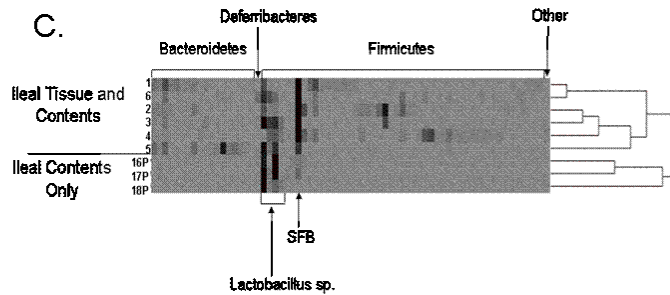 C.
Deferribacteres
Other
Bacteroidetes
Firmicutes
Ileal Tissue and
Contents
1
6
2
3
4
5
Ileal Contents
Only
16P
17P
18P
SFB
Lactobacillus sp.